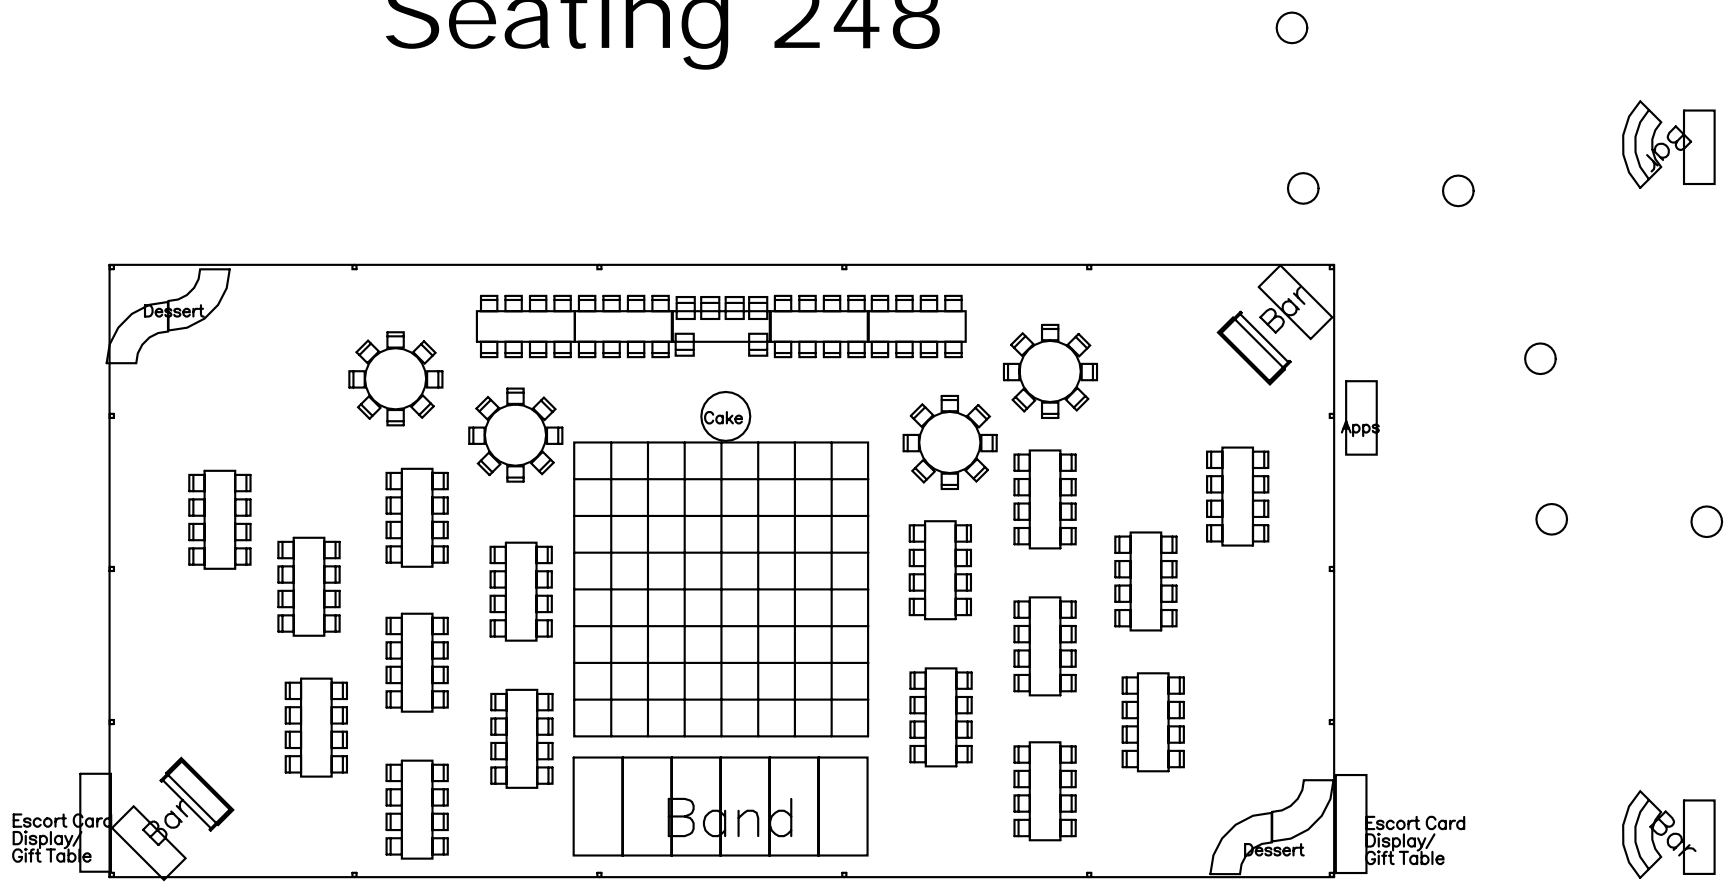 Seating 248
Bar
Dessert
Bar
Cake
Apps
Escort Card
Display/
Gift Table
Bar
Band
Dessert
Escort Card
Display/
Gift Table
Bar